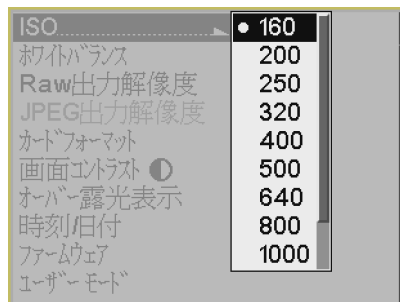 ISO..........................
ﾎﾜｲﾄﾊﾞﾗﾝｽ
Raw出力解像度
JPEG出力解像度
ｶｰﾄﾞﾌｫｰﾏｯﾄ
画面ｺﾝﾄﾗｽﾄ
ｵｰﾊﾞｰ露光表示
時刻/日付
ﾌｧｰﾑｳｪｱ
ﾕｰｻﾞｰ ﾓｰﾄﾞ
160
200
250
320
400
500
640
800
1000